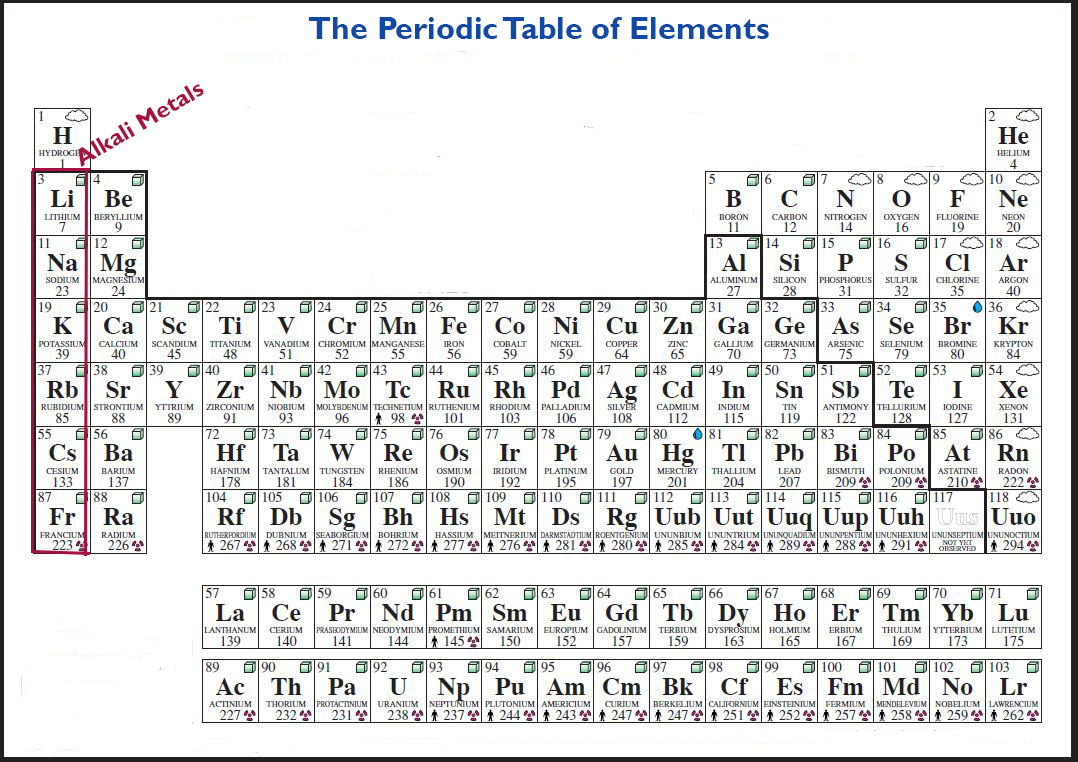 The Periodic Table of Elements
Alkali Metals
1 2
H He
HYDROGEN HELIUM
1 4
3 4 5 6 7 8 9 10
Li Be B C N O F Ne
LITHIUM BERYLLIUM BORON CARBON NITROGEN OXYGEN FLUORINE NEON
7 9 11 12 14 16 19 20
11 12 13 14 15 16 17 18
Na Mg Al Si P S Cl Ar
SODIUM MAGNESIUM ALUMINUM SILICON PHOSPHORUS SULFUR CHLORINE ARGON
23 24 27 28 31 32 35 40
19 20 21 22 23 24 25 26 27 28 29 30 31 32 33 34 35 36
K Ca Sc Ti V Cr Mn Fe Co Ni Cu Zn Ga Ge As Se Br Kr
POTASSIUM CALCIUM SCANDIUM TITANIUM VANADIUM CHROMIUM MANGANESE IRON COBALT NICKEL COPPER ZINC GALLIUM GERMANIUM ARSENIC SELENIUM BROMINE KRYPTON
39 40 45 48 51 52 55 56 59 59 64 65 70 73 75 79 80 84
37 38 39 40 41 42 43 44 45 46 47 48 49 50 51 52 53 54
Rb Sr Y Zr Nb Mo Tc Ru Rh Pd Ag Cd In Sn Sb Te I Xe
RUBIDIUM STRONTIUM YTTRIUM ZIRCONIUM NIOBIUM MOLYBDENUM TECHNETIUM RUTHENIUM RHODIUM PALLADIUM SILVER CADMIUM INDIUM TIN ANTIMONY TELLURIUM IODINE XENON
85 88 89 91 93 96 98 101 103 106 108 112 115 119 122 128 127 131
55 56 72 73 74 75 76 77 78 79 80 81 82 83 84 85 86
Cs Ba Hf Ta W Re Os Ir Pt Au Hg Tl Pb Bi Po At Rn
CESIUM BARIUM HAFNIUM TANTALUM TUNGSTEN RHENIUM OSMIUM IRIDIUM PLATINUM GOLD MERCURY THALLIUM LEAD BISMUTH POLONIUM ASTATINE RADON
133 137 178 181 184 186 190 192 195 197 201 204 207 209 209 210 222
87 88 104 105 106 107 108 109 110 111 112 113 114 115 116 117 118
Fr Ra Rf Db Sg Bh Hs Mt Ds Rg Uub Uut Uuq Uup Uuh Uus Uuo
FRANCIUM RADIUM RUTHERFORDIUM DUBNIUM SEABORGIUM BOHRIUM HASSIUM MEITNERIUM DARMSTADTIUM ROENTGENIUM UNUNBIUM UNUNTRIUM UNUNQUADIUM UNUNPENTIUM UNUNHEXIUM UNUNSEPTIUM UNUNOCTIUM
223 226 267 268 271 272 277 276 281 280 285 284 289 288 291 NOT YET OBSERVED 294
57 58 59 60 61 62 63 64 65 66 67 68 69 70 71
La Ce Pr Nd Pm Sm Eu Gd Tb Dy Ho Er Tm Yb Lu
LANTHANUM CERIUM PRASEODYMIUM NEODYMIUM PROMETHIUM SAMARIUM EUROPIUM GADOLINIUM TERBIUM DYSPROSIUM HOLMIUM ERBIUM THULIUM YTTERBIUM LUTETIUM
139 140 141 144 145 150 152 157 159 163 165 167 169 173 175
89 90 91 92 93 94 95 96 97 98 99 100 101 102 103
Ac Th Pa U Np Pu Am Cm Bk Cf Es Fm Md No Lr
ACTINIUM THORIUM PROTACTINIUM URANIUM NEPTUNIUM PLUTONIUM AMERICIUM CURIUM BERKELIUM CALIFORNIUM EINSTEINIUM FERMIUM MENDELEVIUM NOBELIUM LAWRENCIUM
227 232 231 238 237 244 243 247 247 251 252 257 258 259 262